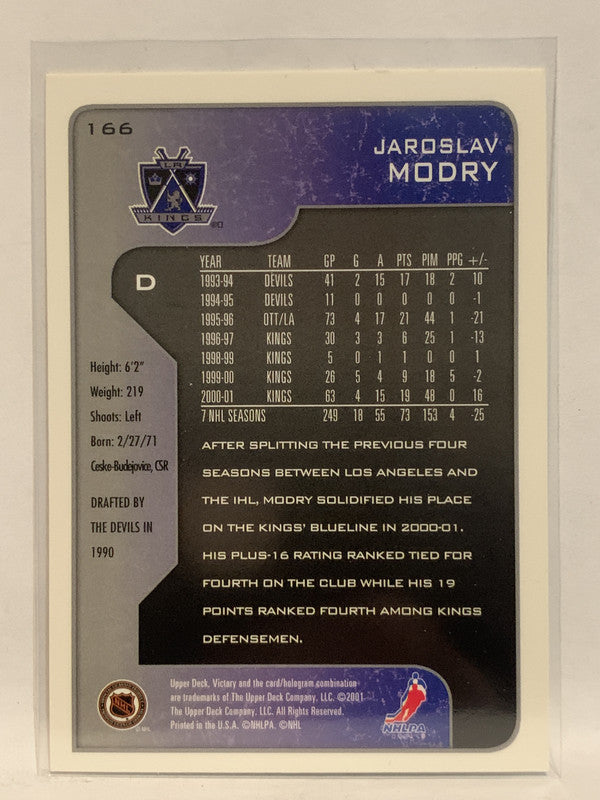 166
JAROSLAV
MODRY
LA
KINGS
D
YEAR TEAM GP G A PTS PIM PPG +/-
1993-94 DEVILS 41 2 15 17 18 2 10
1994-95 DEVILS 11 0 0 0 0 0 -1
1995-96 OTT/LA 73 4 17 21 44 1 -21
1996-97 KINGS 30 3 3 6 25 1 -13
1998-99 KINGS 5 0 1 1 0 0 1
1999-00 KINGS 26 5 4 9 18 5 -2
2000-01 KINGS 63 4 15 19 48 0 16
7 NHL SEASONS 249 18 55 73 153 4 -25
Height: 6'2"
Weight: 219
Shoots: Left
Born: 2/27/71
Ceske-Budejovice, CSR
DRAFTED BY
THE DEVILS IN
1990
AFTER SPLITTING THE PREVIOUS FOUR
SEASONS BETWEEN LOS ANGELES AND
THE IHL, MODRY SOLIDIFIED HIS PLACE
ON THE KINGS' BLUELINE IN 2000-01.
HIS PLUS-16 RATING RANKED TIED FOR
FOURTH ON THE CLUB WHILE HIS 19
POINTS RANKED FOURTH AMONG KINGS
DEFENSEMEN.
Upper Deck, Victory and the card/hologram combination
are trademarks of The Upper Deck Company, LLC. ©2001
The Upper Deck Company, LLC. All Rights Reserved.
Printed in the U.S.A. ©NHLPA. ©NHL
NHL
© NHL
NHLPA